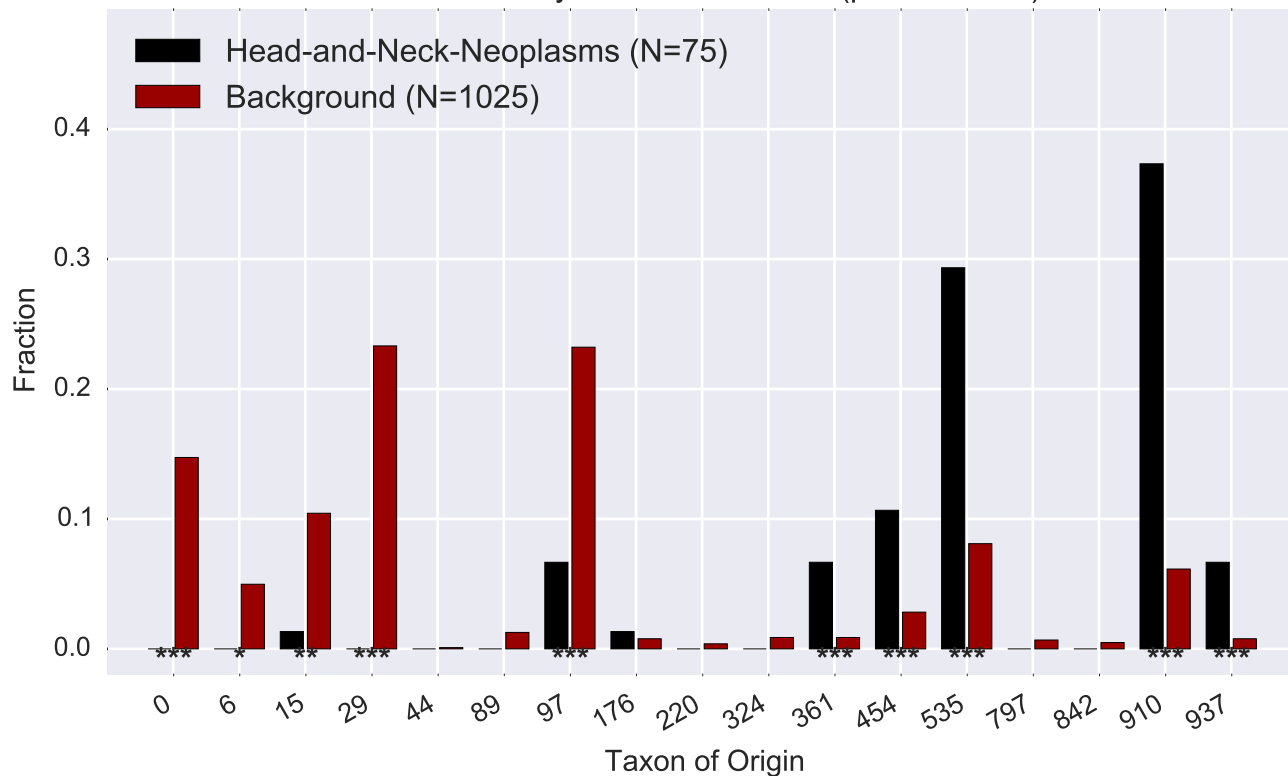 Head-and-Neck-Neoplasms (N=75)
Background (N=1025)
0.4
0.3
0.2
0.1
0.0
Fraction
*** * ** *** *** *** *** *** *** ***
0 6 15 29 44 89 97 176 220 324 361 454 535 797 842 910 937
Taxon of Origin